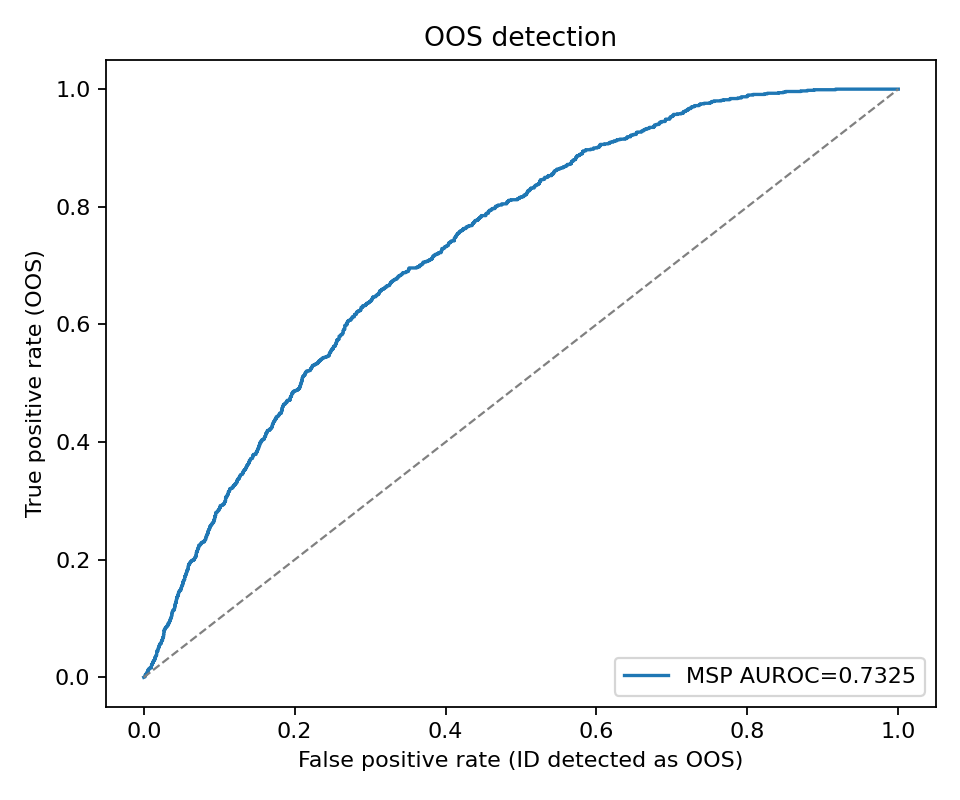 OOS detection
True positive rate (OOS)
1.0
0.8
0.6
0.4
0.2
0.0
MSP AUROC=0.7325
0.0 0.2 0.4 0.6 0.8 1.0
False positive rate (ID detected as OOS)